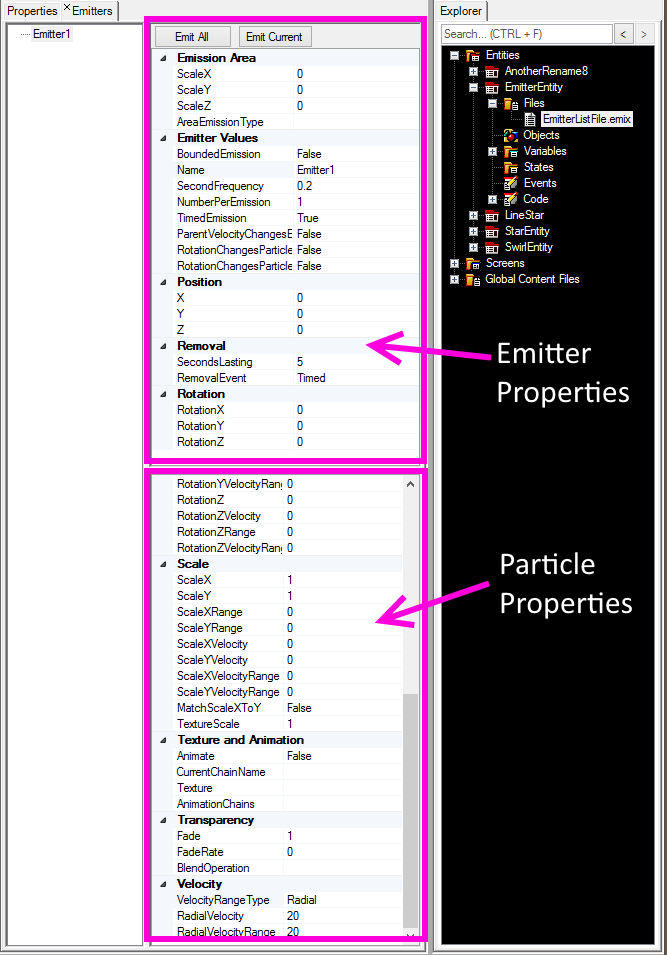 Properties Emitters
Emitter1
Emit All Emit Current
Emission Area
ScaleX 0
ScaleY 0
ScaleZ 0
AreaEmissionType
Emitter Values
BoundedEmission False
Name Emitter1
SecondFrequency 0.2
NumberPerEmission 1
TimedEmission True
ParentVelocityChangesE False
RotationChangesParticle False
RotationChangesParticle False
Position
X 0
Y 0
Z 0
Removal
SecondsLasting 5
RemovalEvent Timed
Rotation
RotationX 0
RotationY 0
RotationZ 0
RotationYVelocityRang 0
RotationZ 0
RotationZVelocity 0
RotationZRange 0
RotationZVelocityRang 0
Scale
ScaleX 1
ScaleY 1
ScaleXRange 0
ScaleYRange 0
ScaleXVelocity 0
ScaleYVelocity 0
ScaleXVelocityRange 0
ScaleYVelocityRange 0
MatchScaleXToY False
TextureScale 1
Texture and Animation
Animate False
CurrentChainName
Texture
AnimationChains
Transparency
Fade 1
FadeRate 0
BlendOperation
Velocity
VelocityRangeType Radial
RadialVelocity 20
RadialVelocityRange 20
Explorer
Search... (CTRL + F) < >
Entities
AnotherRename8
EmitterEntity
Files
EmitterListFile.emix
Objects
Variables
States
Events
Code
LineStar
StarEntity
SwirlEntity
Screens
Global Content Files
Emitter
Properties
Particle
Properties